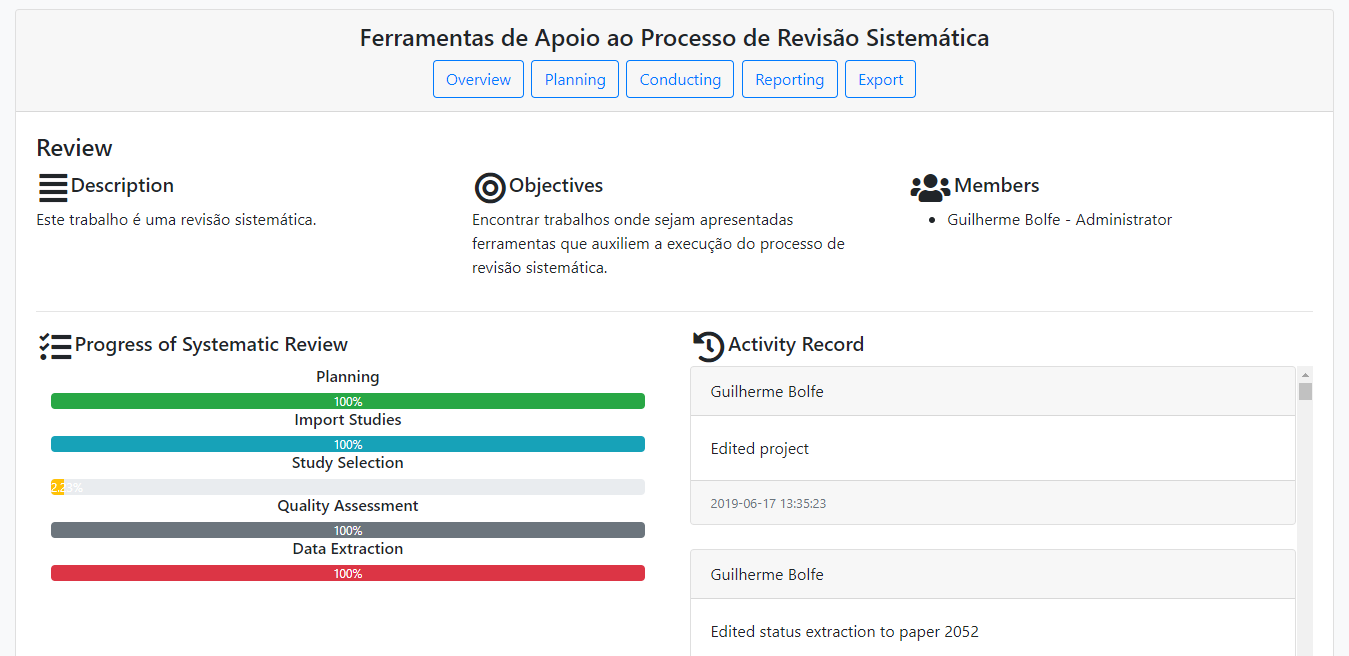 Ferramentas de Apoio ao Processo de Revisão Sistemática
Overview
Planning
Conducting
Reporting
Export
Review
Description
Este trabalho é uma revisão sistemática.
Objectives
Encontrar trabalhos onde sejam apresentadas
ferramentas que auxiliem a execução do processo de
revisão sistemática.
Members
Guilherme Bolfe - Administrator
Progress of Systematic Review
Planning
100%
Import Studies
100%
Study Selection
2.23%
Quality Assessment
100%
Data Extraction
100%
Activity Record
Guilherme Bolfe
Edited project
2019-06-17 13:35:23
Guilherme Bolfe
Edited status extraction to paper 2052